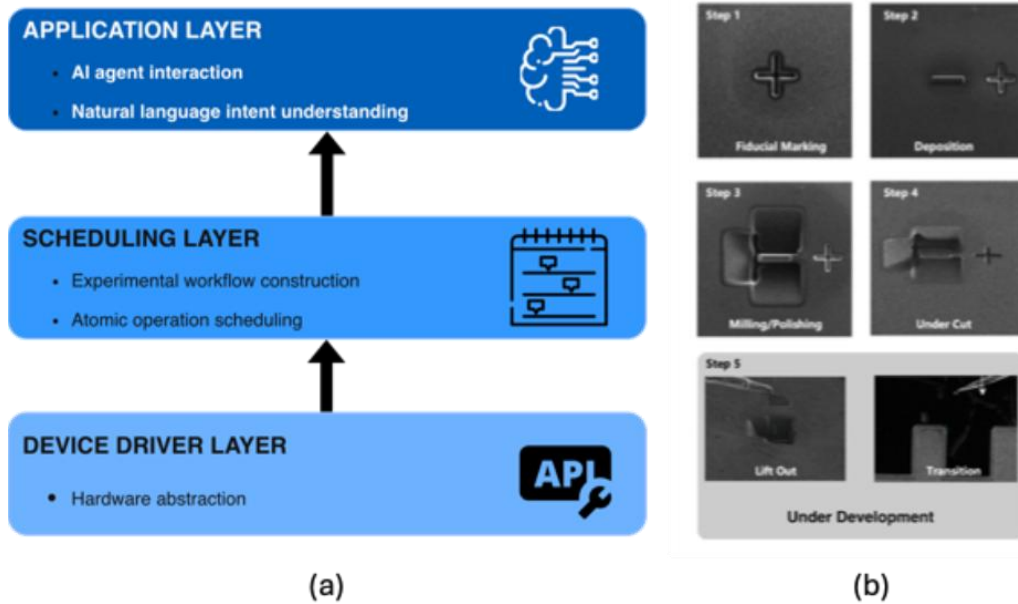 APPLICATION LAYER
• AI agent interaction
• Natural language intent understanding
SCHEDULING LAYER
• Experimental workflow construction
• Atomic operation scheduling
DEVICE DRIVER LAYER
• Hardware abstraction
API
(a)
Step 1
Fiducial Marking
Step 2
Deposition
Step 3
Milling/Polishing
Step 4
Under Cut
Step 5
Lift Out
Transition
Under Development
(b)